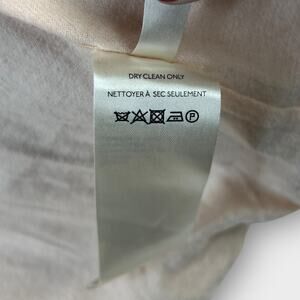 DRY CLEAN ONLY
NETTOYER À SEC SEULEMENT
P